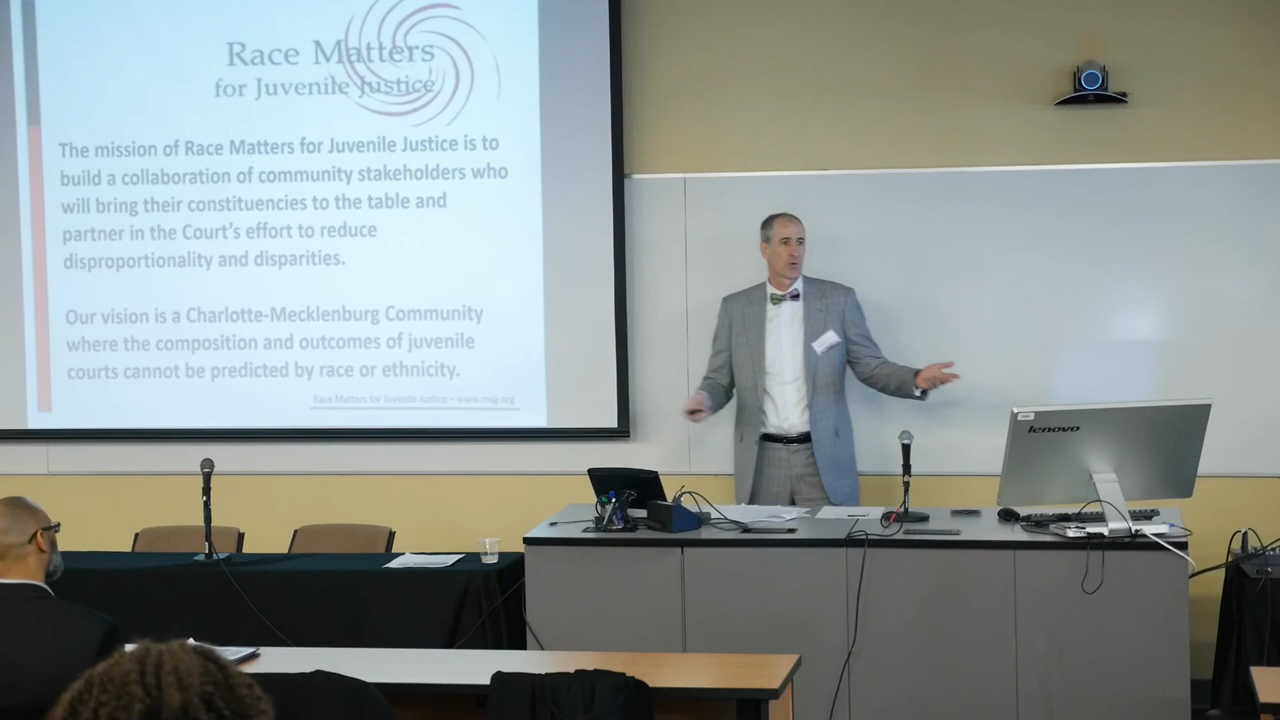 Race Matters
for Juvenile Justice
The mission of Race Matters for Juvenile Justice is to
build a collaboration of community stakeholders who
will bring their constituencies to the table and
partner in the Court's effort to reduce
disproportionality and disparities.
Our vision is a Charlotte-Mecklenburg Community
where the composition and outcomes of juvenile
courts cannot be predicted by race or ethnicity.
Race Matters for Juvenile Justice – www.rmjj.org
lenovo